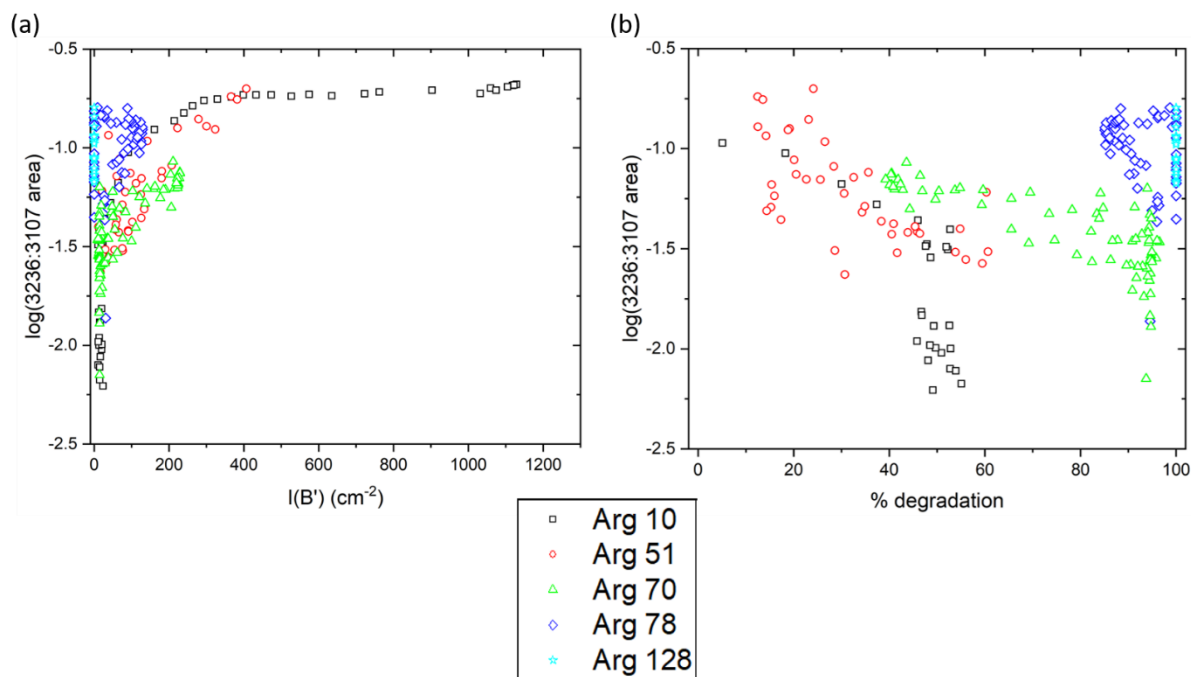 (a)
(b)
-0.5
-1.0
-1.5
-2.0
-2.5
log(3236:3107 area)
0 200 400 600 800 1000 1200
I(B') (cm-2)
-0.5
-1.0
-1.5
-2.0
-2.5
log(3236:3107 area)
0 20 40 60 80 100
% degradation
Arg 10
Arg 51
Arg 70
Arg 78
Arg 128